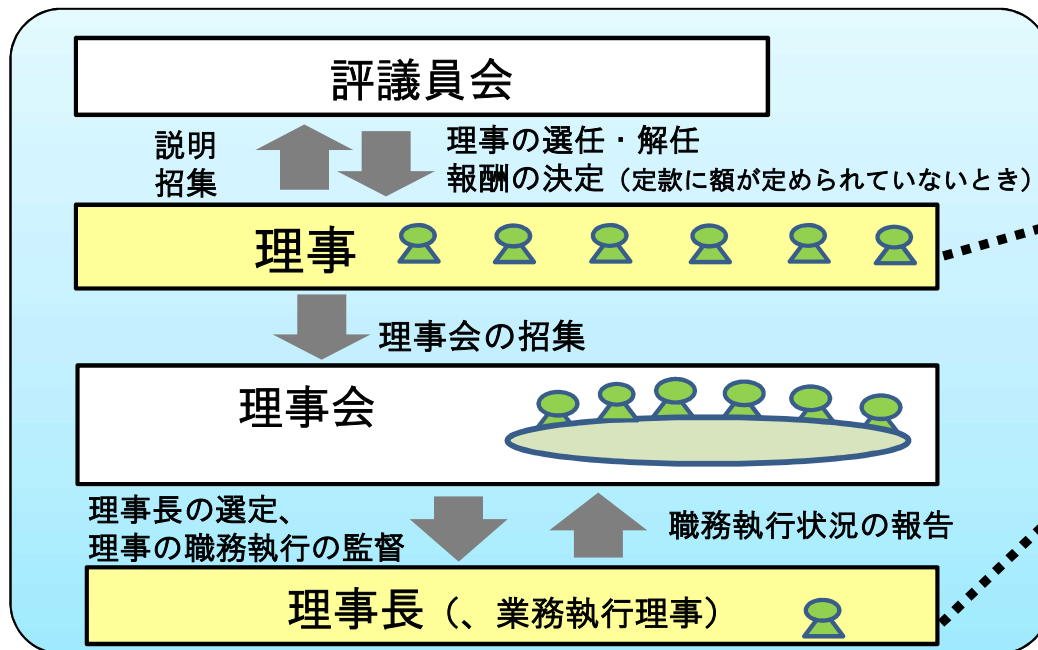 評議員会
説明
招集
理事の選任・解任
報酬の決定（定款に額が定められていないとき）
理事
理事会の招集
理事会
理事長の選定、
理事の職務執行の監督
職務執行状況の報告
理事長（、業務執行理事）